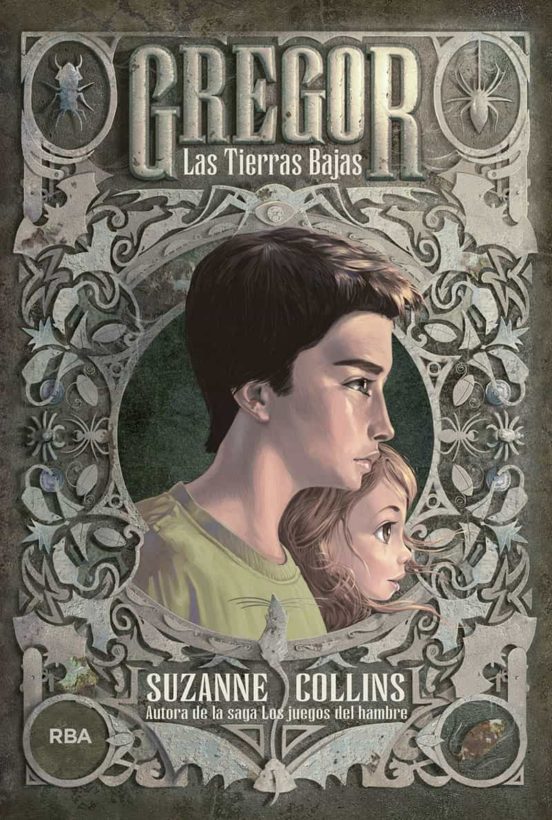 GREGOR
Las Tierras Bajas
SUZANNE COLLINS
Autora de la saga Los juegos del hambre
RBA